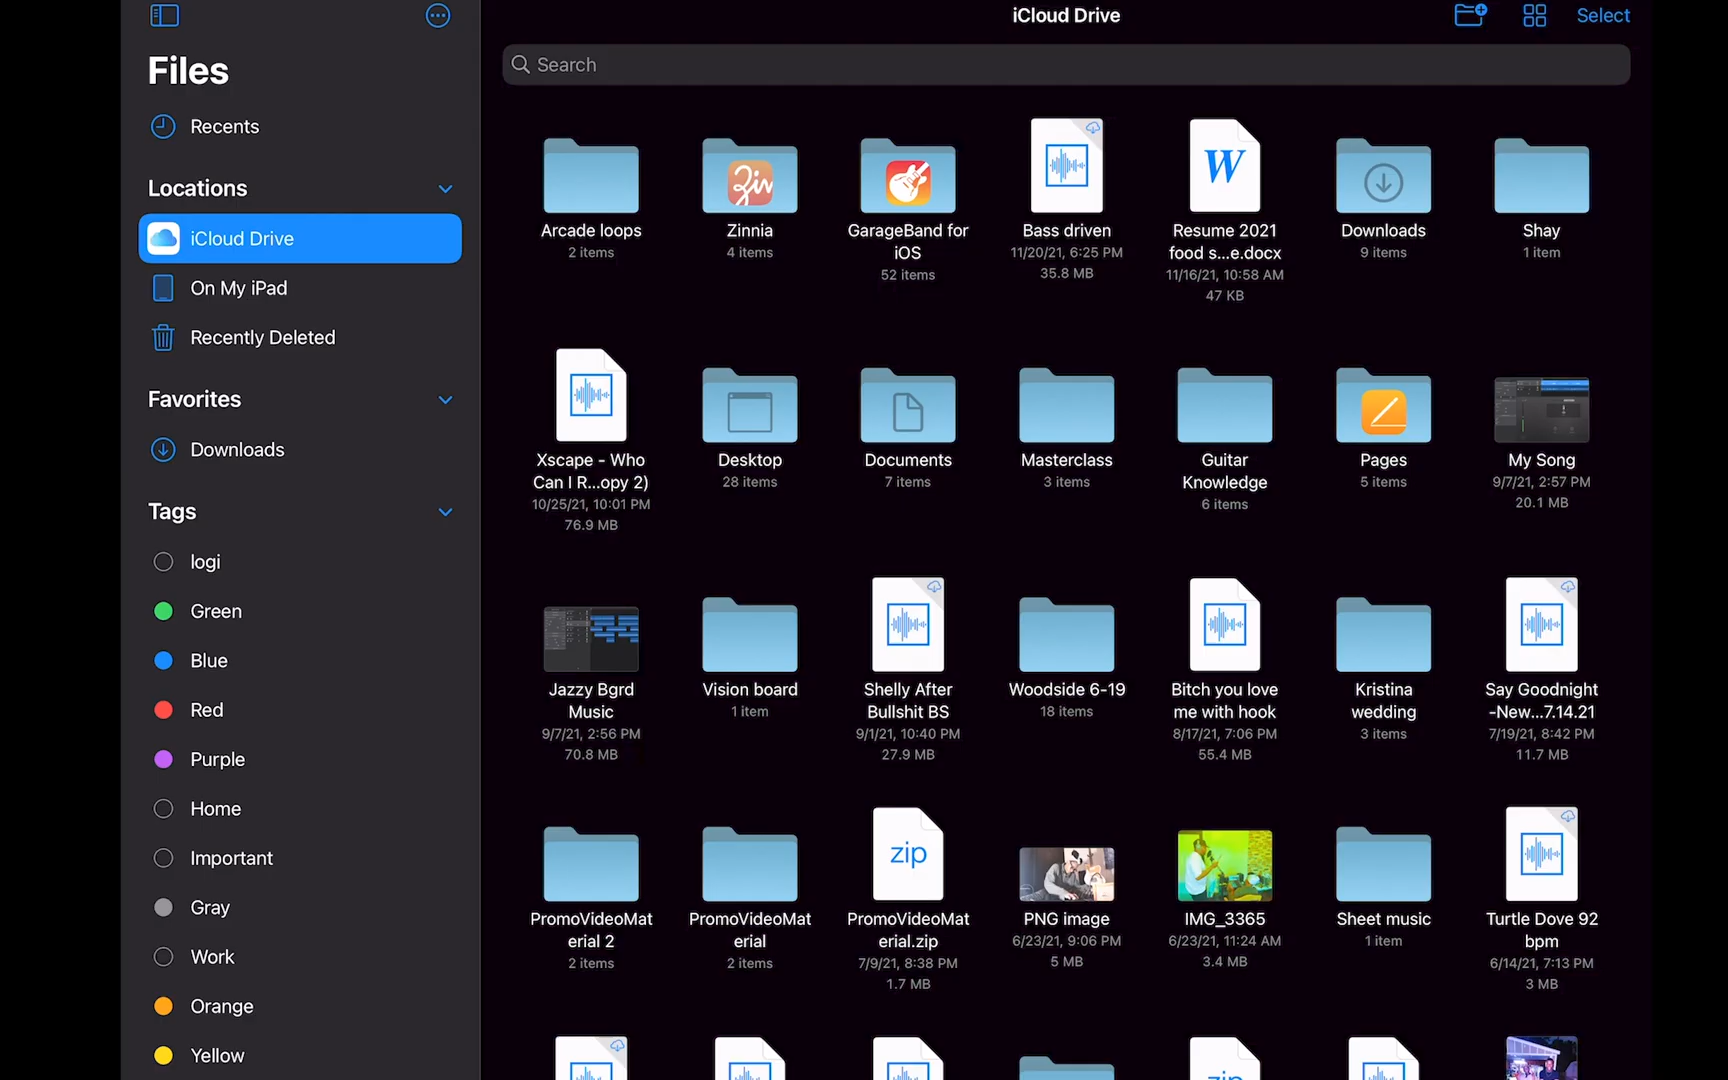 iCloud Drive
Select
Files
Search
Recents
Locations
iCloud Drive
On My iPad
Recently Deleted
Favorites
Downloads
Tags
logi
Green
Blue
Red
Purple
Home
Important
Gray
Work
Orange
Yellow
Arcade loops
2 items
Zin
Zinnia
4 items
GarageBand for
iOS
52 items
Bass driven
11/20/21, 6:25 PM
35.8 MB
W
Resume 2021
food s...e.docx
11/16/21, 10:58 AM
47 KB
Downloads
9 items
Shay
1 item
Xscape - Who
Can I R...opy 2)
10/25/21, 10:01 PM
76.9 MB
Desktop
28 items
Documents
7 items
Masterclass
3 items
Guitar
Knowledge
6 items
Pages
5 items
My Song
9/7/21, 2:57 PM
20.1 MB
Jazzy Bgrd
Music
9/7/21, 2:56 PM
70.8 MB
Vision board
1 item
Shelly After
Bullshit BS
9/1/21, 10:40 PM
27.9 MB
Woodside 6-19
18 items
Bitch you love
me with hook
8/17/21, 7:06 PM
55.4 MB
Kristina
wedding
3 items
Say Goodnight
-New...7.14.21
7/19/21, 8:42 PM
11.7 MB
PromoVideoMat
erial 2
2 items
PromoVideoMat
erial
2 items
zip
PromoVideoMat
erial.zip
7/9/21, 8:38 PM
1.7 MB
PNG image
6/23/21, 9:06 PM
5 MB
IMG_3365
6/23/21, 11:24 AM
3.4 MB
Sheet music
1 item
Turtle Dove 92
bpm
6/14/21, 7:13 PM
3 MB